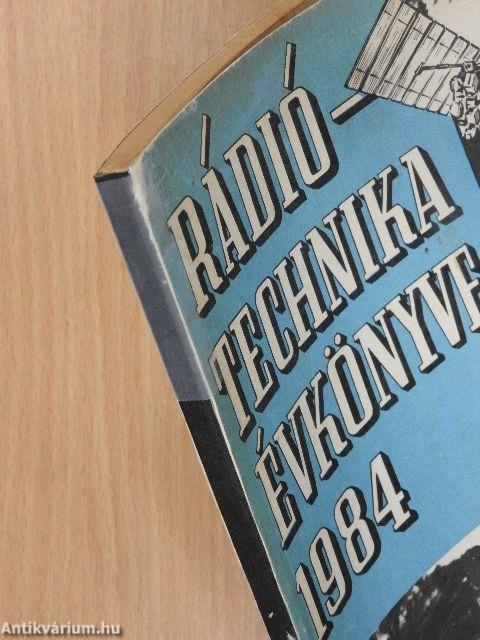 RÁDIÓ-
TECHNIKA
ÉVKÖNYVE
1984
Antikvárium.hu